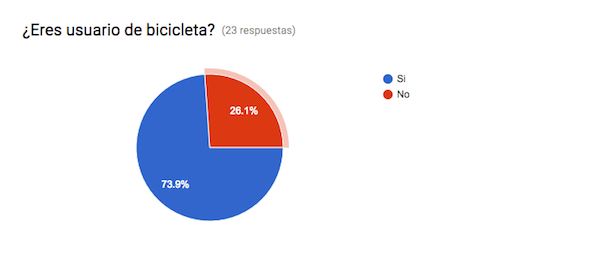 ¿Eres usuario de bicicleta? (23 respuestas)
Si
No
26.1%
73.9%